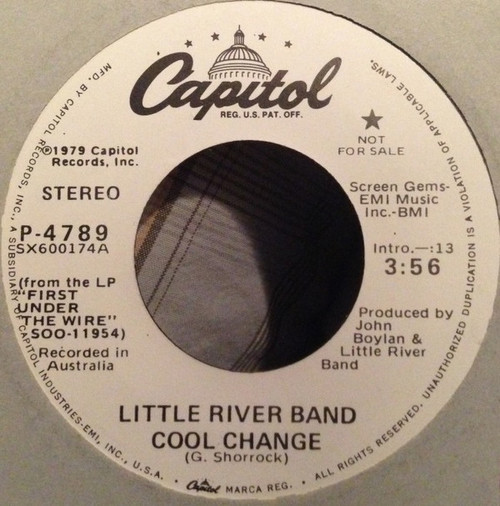 Capitol
REG. U.S. PAT. OFF.
℗1979 Capitol
Records, Inc.
STEREO
P-4789
SX600174A
(from the LP
"FIRST
UNDER
THE WIRE"
SOO-11954)
Recorded in
Australia
★
NOT
FOR SALE
Screen Gems-
EMI Music
Inc.-BMI
Intro.—:13
3:56
Produced by
John
Boylan &
Little River
Band
LITTLE RIVER BAND
COOL CHANGE
(G. Shorrock)
MFD. BY CAPITOL RECORDS, INC., A SUBSIDIARY OF CAPITOL INDUSTRIES-EMI, INC., U.S.A. • Capitol MARCA REG. • ALL RIGHTS RESERVED. UNAUTHORIZED DUPLICATION IS A VIOLATION OF APPLICABLE LAWS.